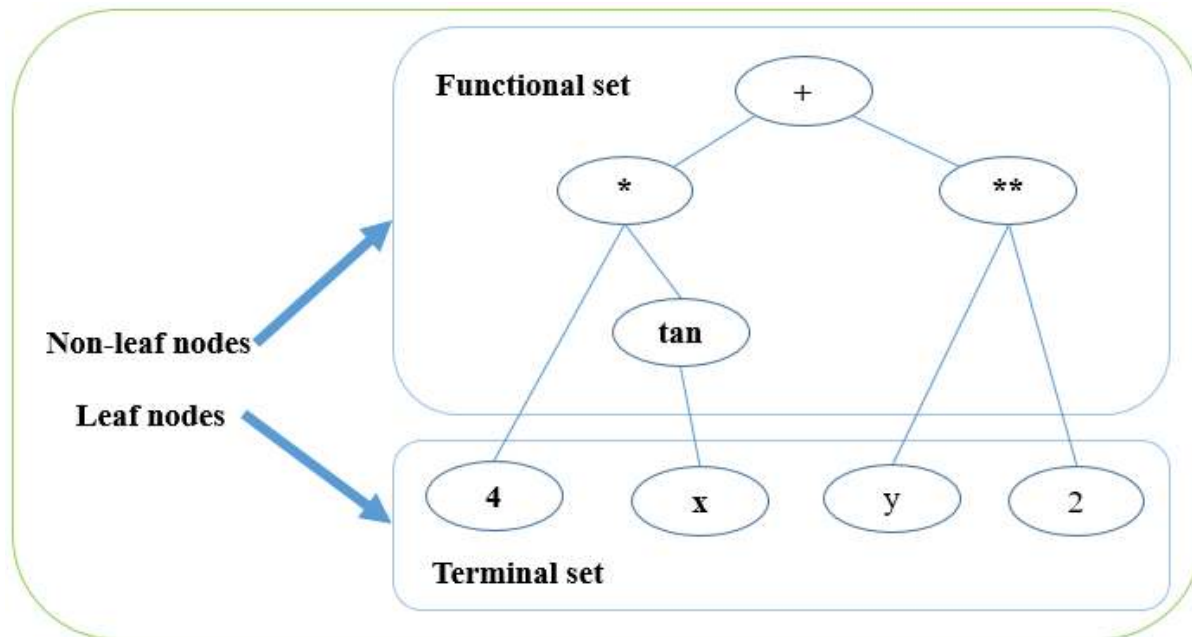 Functional set
+
*
**
tan
Non-leaf nodes
Leaf nodes
4
x
y
2
Terminal set